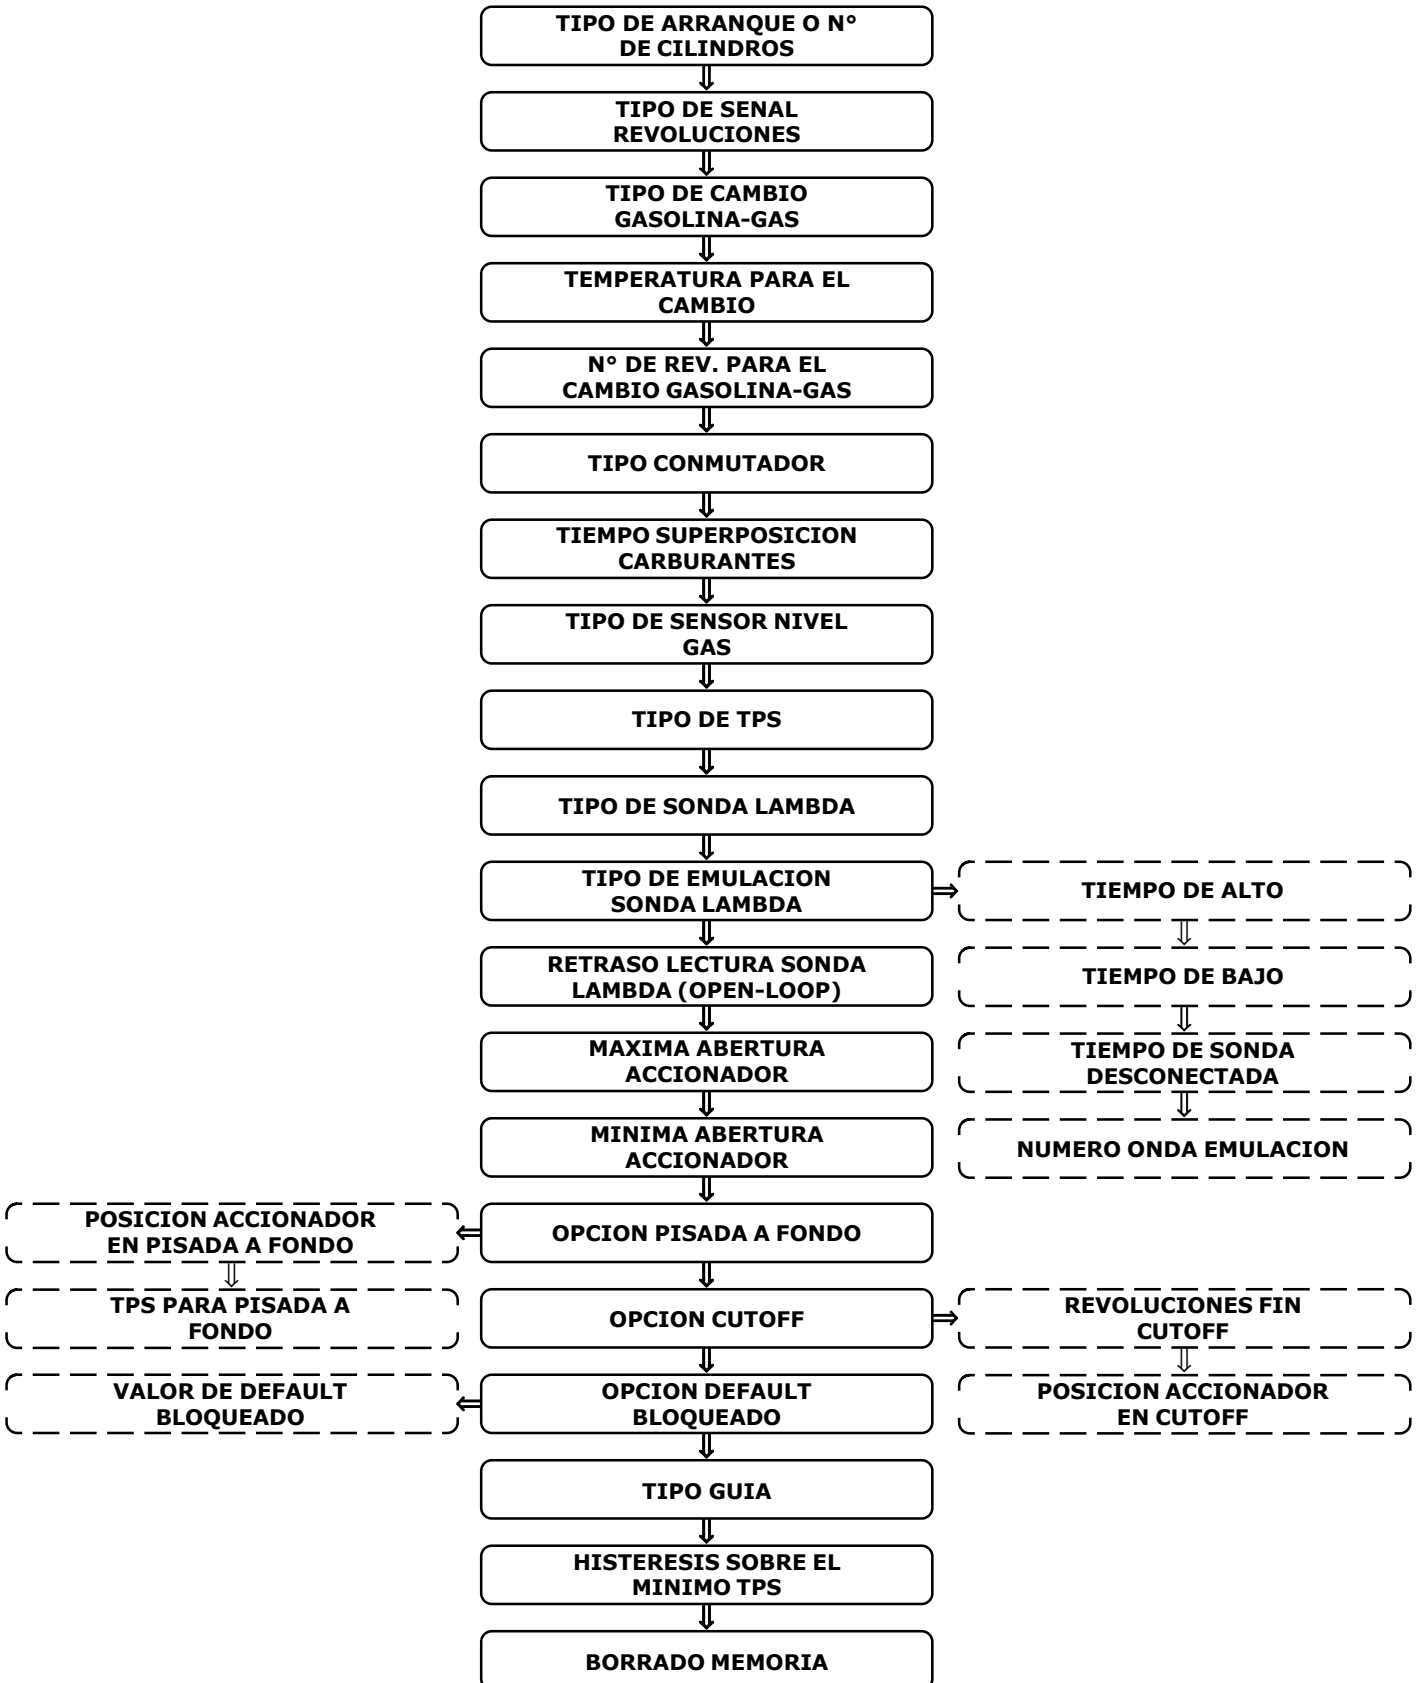 TIPO DE ARRANQUE O N°
DE CILINDROS
TIPO DE SENAL
REVOLUCIONES
TIPO DE CAMBIO
GASOLINA-GAS
TEMPERATURA PARA EL
CAMBIO
N° DE REV. PARA EL
CAMBIO GASOLINA-GAS
TIPO CONMUTADOR
TIEMPO SUPERPOSICION
CARBURANTES
TIPO DE SENSOR NIVEL
GAS
TIPO DE TPS
TIPO DE SONDA LAMBDA
TIPO DE EMULACION
SONDA LAMBDA
TIEMPO DE ALTO
RETRASO LECTURA SONDA
LAMBDA (OPEN-LOOP)
TIEMPO DE BAJO
MAXIMA ABERTURA
ACCIONADOR
TIEMPO DE SONDA
DESCONECTADA
MINIMA ABERTURA
ACCIONADOR
NUMERO ONDA EMULACION
POSICION ACCIONADOR
EN PISADA A FONDO
OPCION PISADA A FONDO
TPS PARA PISADA A
FONDO
OPCION CUTOFF
REVOLUCIONES FIN
CUTOFF
VALOR DE DEFAULT
BLOQUEADO
OPCION DEFAULT
BLOQUEADO
POSICION ACCIONADOR
EN CUTOFF
TIPO GUIA
HISTERESIS SOBRE EL
MINIMO TPS
BORRADO MEMORIA